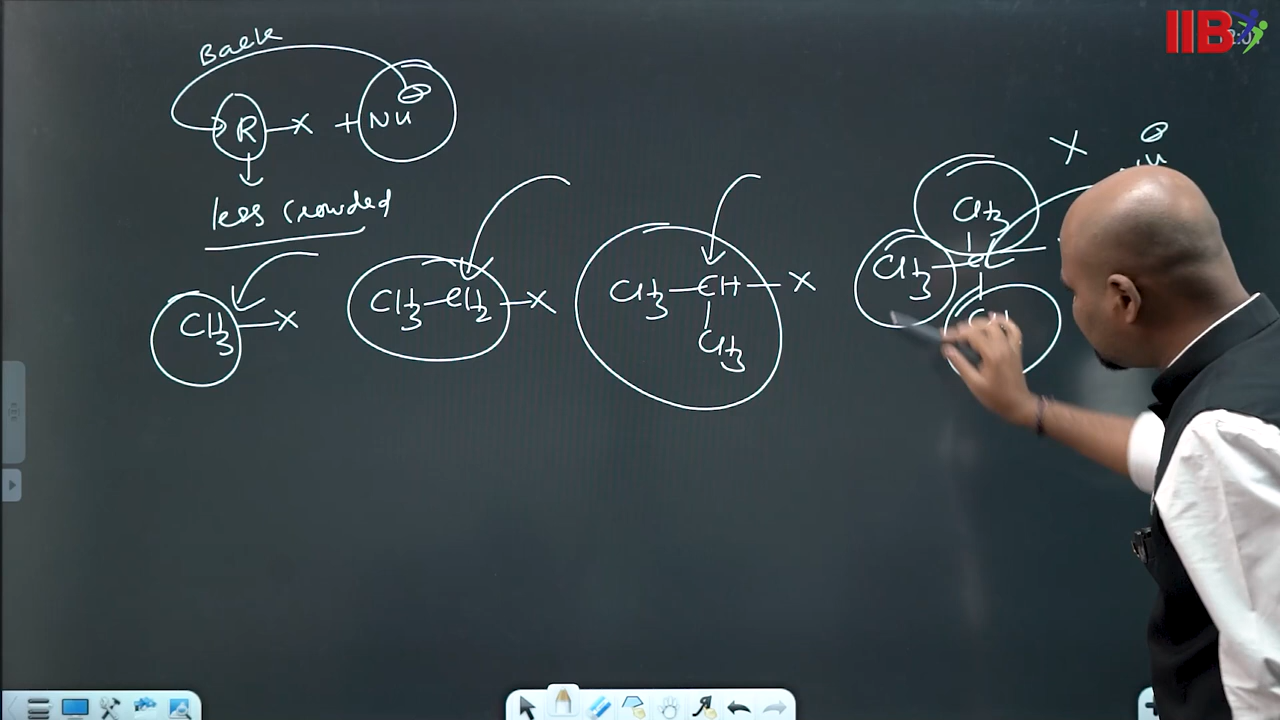 IIB
Back
R—X + Nu⊖
less crowded
CH3—X
CH3—CH2—X
CH3—CH—X
CH3
X
⊖
CH3
CH3—C